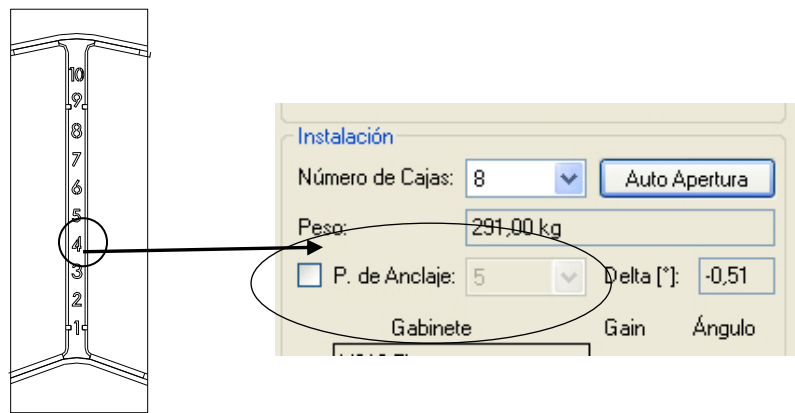 10
9
8
7
6
5
4
3
2
1
Instalación
Número de Cajas: 8 Auto Apertura
Peso: 291,00 kg
P. de Anclaje: 5 Delta [°]: -0,51
Gabinete Gain Ángulo